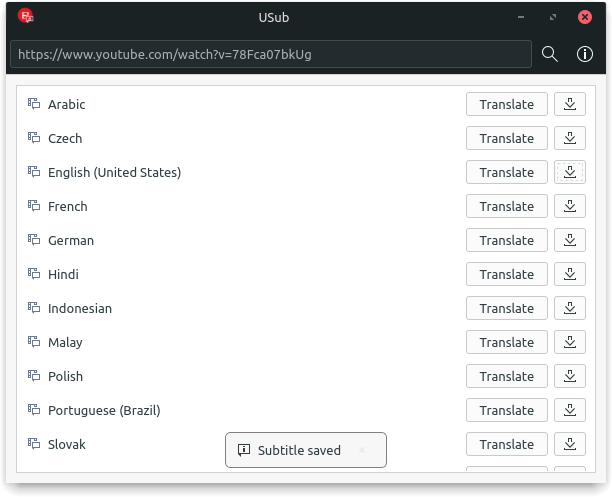 USub
https://www.youtube.com/watch?v=78Fca07bkUg
Arabic Translate
Czech Translate
English (United States) Translate
French Translate
German Translate
Hindi Translate
Indonesian Translate
Malay Translate
Polish Translate
Portuguese (Brazil) Translate
Slovak Translate
Subtitle saved